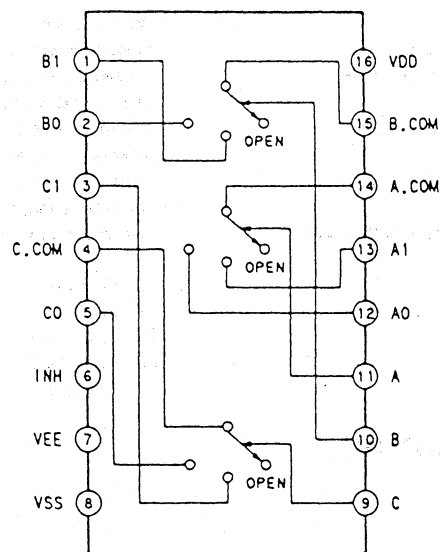 B1 1
B0 2
C1 3
C.COM 4
C0 5
INH 6
VEE 7
VSS 8
16 VDD
15 B.COM
14 A.COM
13 A1
12 A0
11 A
10 B
9 C
OPEN
OPEN
OPEN